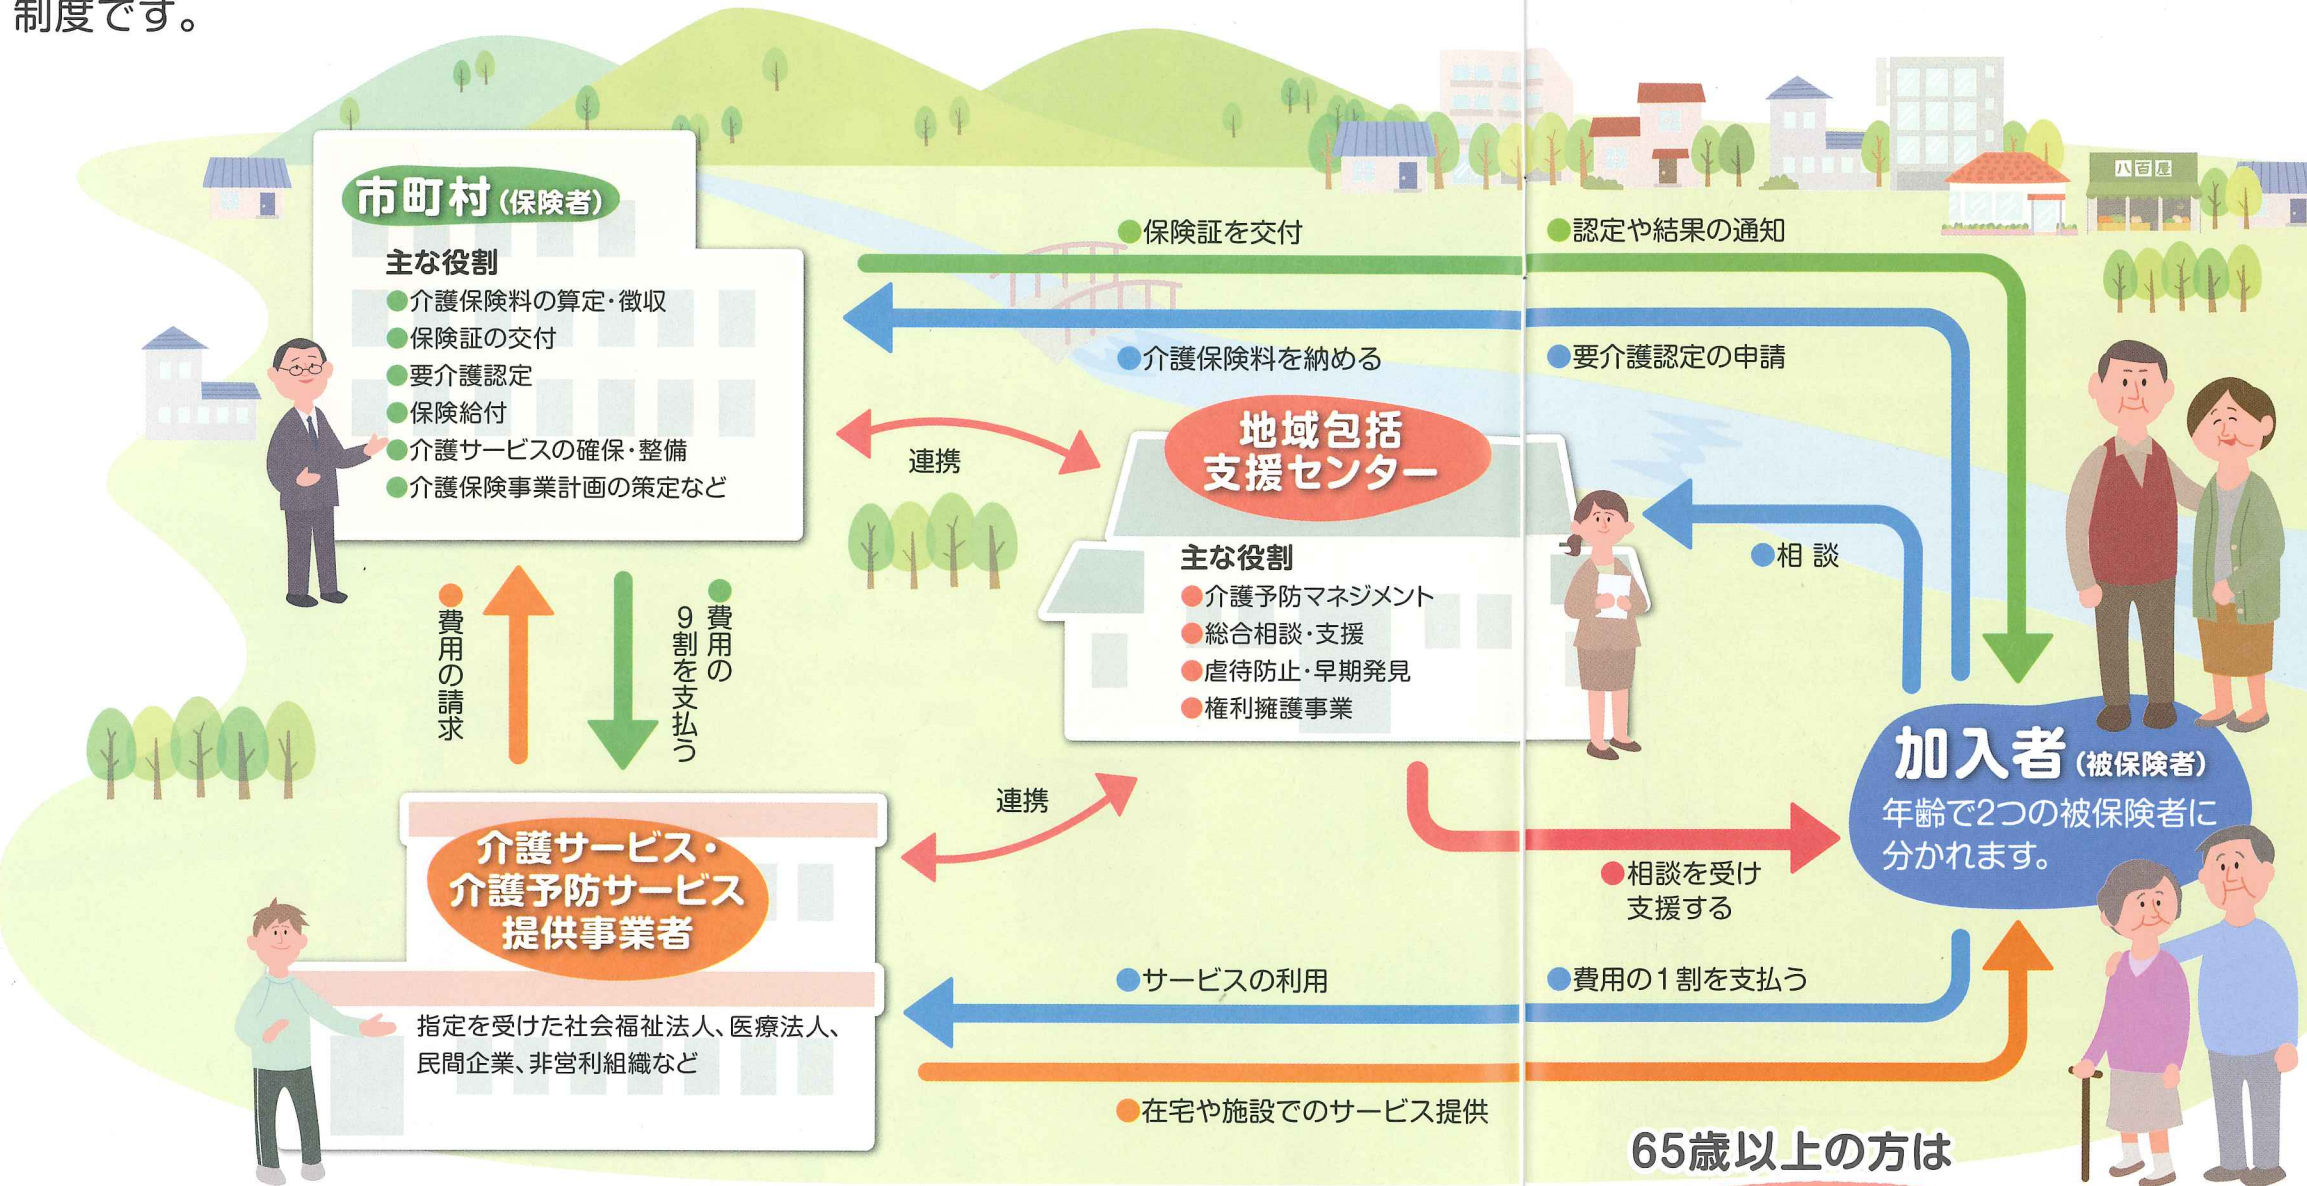 制度です。
市町村(保険者)
主な役割
●介護保険料の算定・徴収
●保険証の交付
●要介護認定
●保険給付
●介護サービスの確保・整備
●介護保険事業計画の策定など
八百屋
●保険証を交付
●認定や結果の通知
●介護保険料を納める
●要介護認定の申請
連携
地域包括
支援センター
主な役割
●介護予防マネジメント
●総合相談・支援
●虐待防止・早期発見
●権利擁護事業
●相 談
●費用の請求
●費用の
9割を支払う
加入者(被保険者)
年齢で2つの被保険者に
分かれます。
連携
●相談を受け
支援する
介護サービス・
介護予防サービス
提供事業者
指定を受けた社会福祉法人、医療法人、
民間企業、非営利組織など
●サービスの利用
●費用の1割を支払う
●在宅や施設でのサービス提供
65歳以上の方は